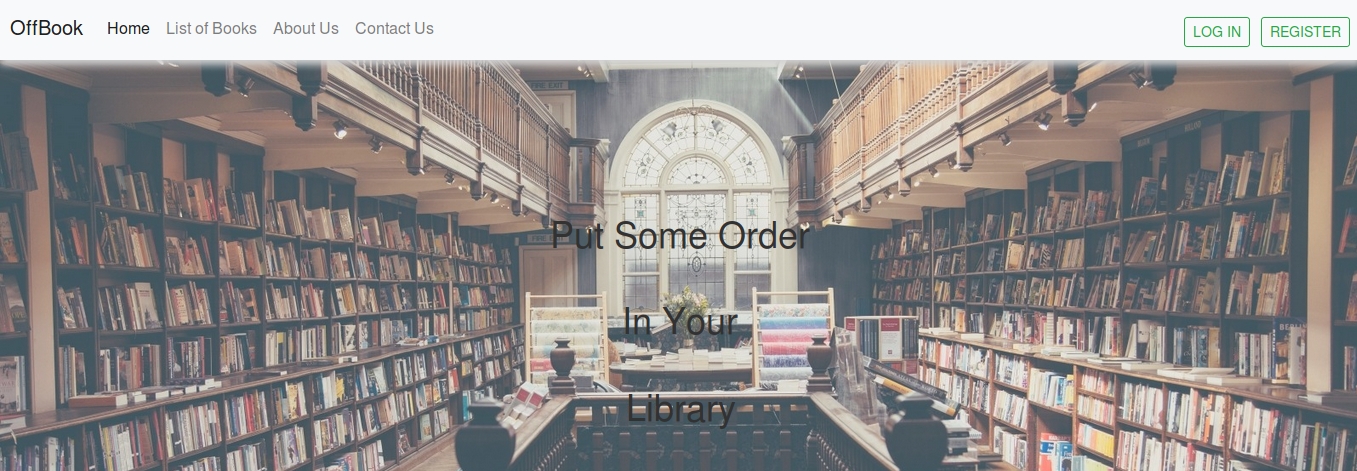 OffBook Home List of Books About Us Contact Us LOG IN REGISTER
Put Some Order
In Your
Library